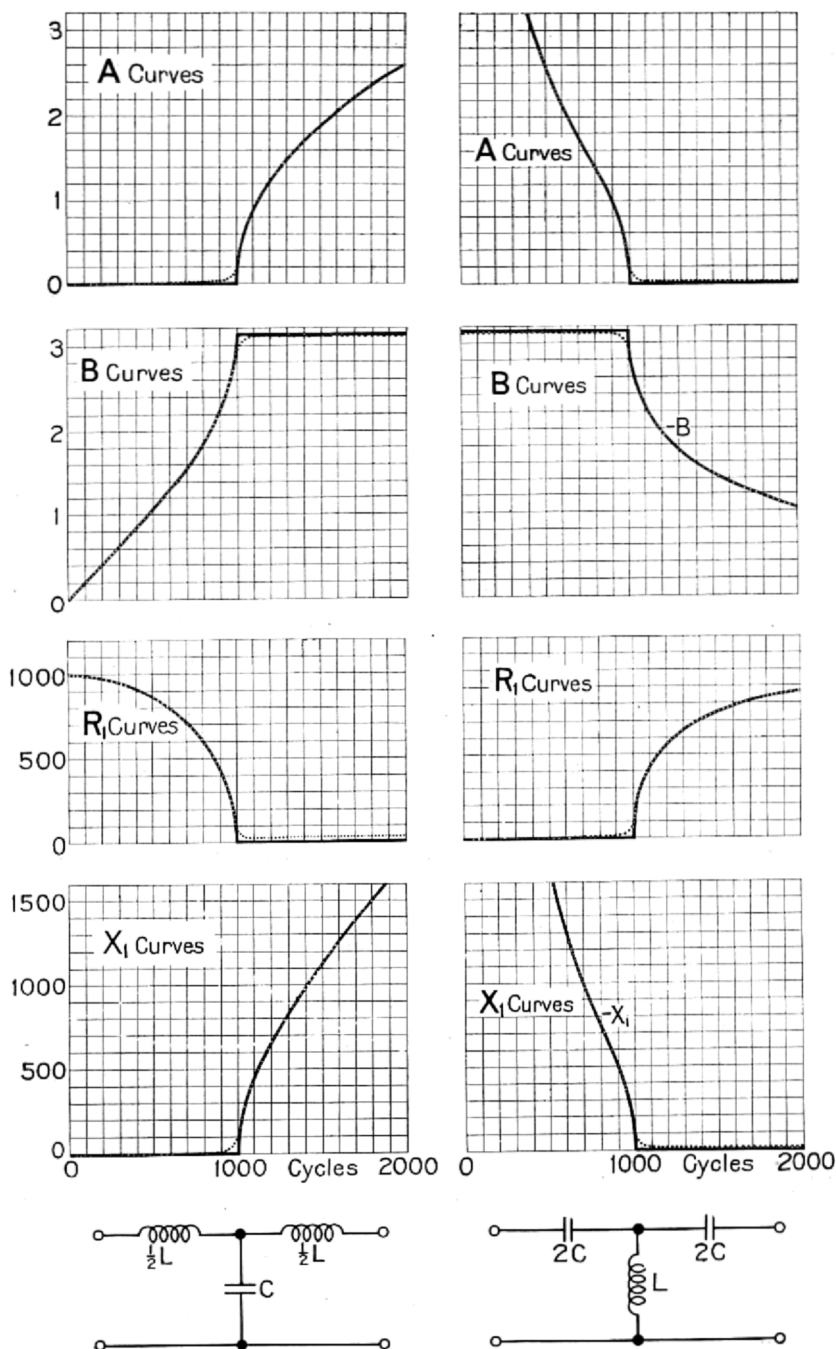 3
2
1
0
A Curves
A Curves
3
2
1
0
B Curves
B Curves
-B
1000
500
0
R₁ Curves
R₁ Curves
1500
1000
500
0
X₁ Curves
X₁ Curves
-X₁
0 1000 Cycles 2000
0 1000 Cycles 2000
½L ½L
C
2C 2C
L